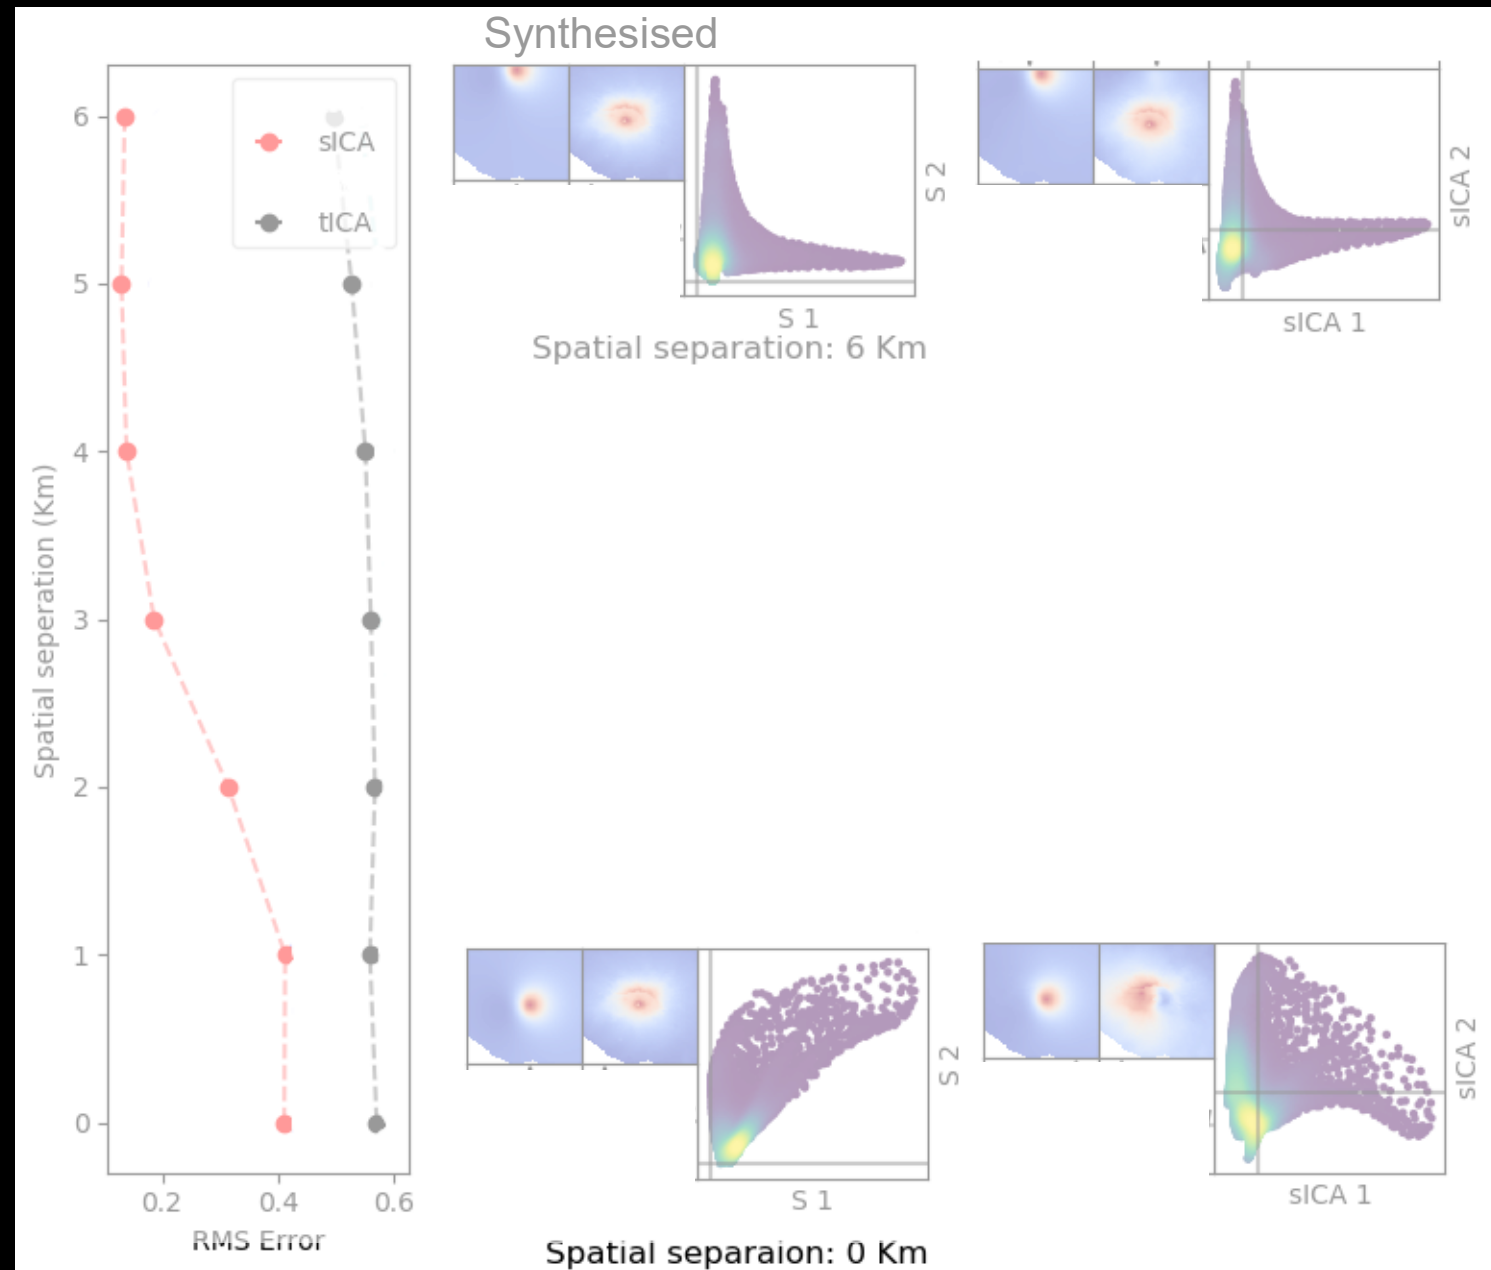 Synthesised
6
5
4
3
2
1
0
Spatial seperation (Km)
0.2 0.4 0.6
RMS Error
sICA
tICA
S 2
S 1
Spatial separation: 6 Km
sICA 2
sICA 1
S 2
S 1
Spatial separaion: 0 Km
sICA 2
sICA 1